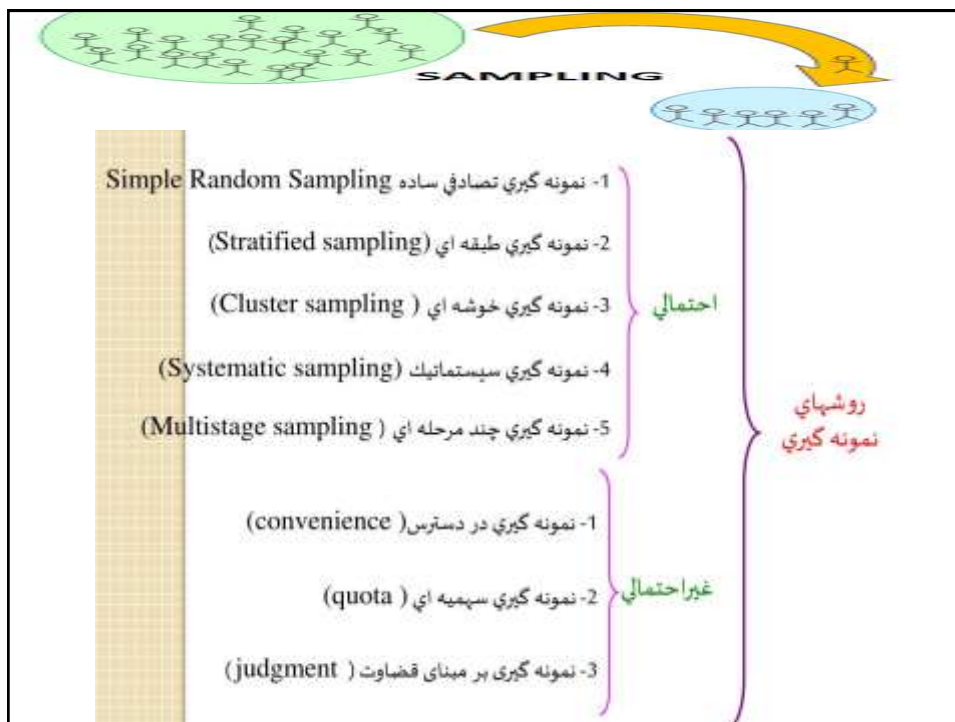 SAMPLING
1- نمونه گيري تصادفي ساده Simple Random Sampling
2- نمونه گيري طبقه اي (Stratified sampling)
3- نمونه گيري خوشه اي ( Cluster sampling)
4- نمونه گيري سيستماتيك (Systematic sampling)
5- نمونه گيري چند مرحله اي ( Multistage sampling)
احتمالي
1- نمونه گيري در دسترس( convenience)
2- نمونه گيري سهميه اي ( quota)
3- نمونه گیری بر مبنای قضاوت ( judgment)
غيراحتمالي
روشهاي
نمونه گيري